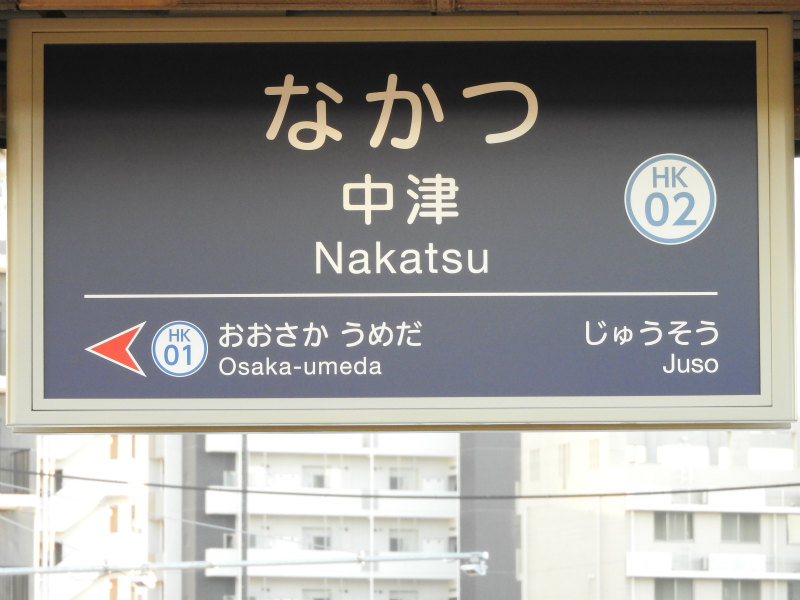 なかつ
中津
Nakatsu
HK
02
HK
01
おおさか うめだ
Osaka-umeda
じゅうそう
Juso